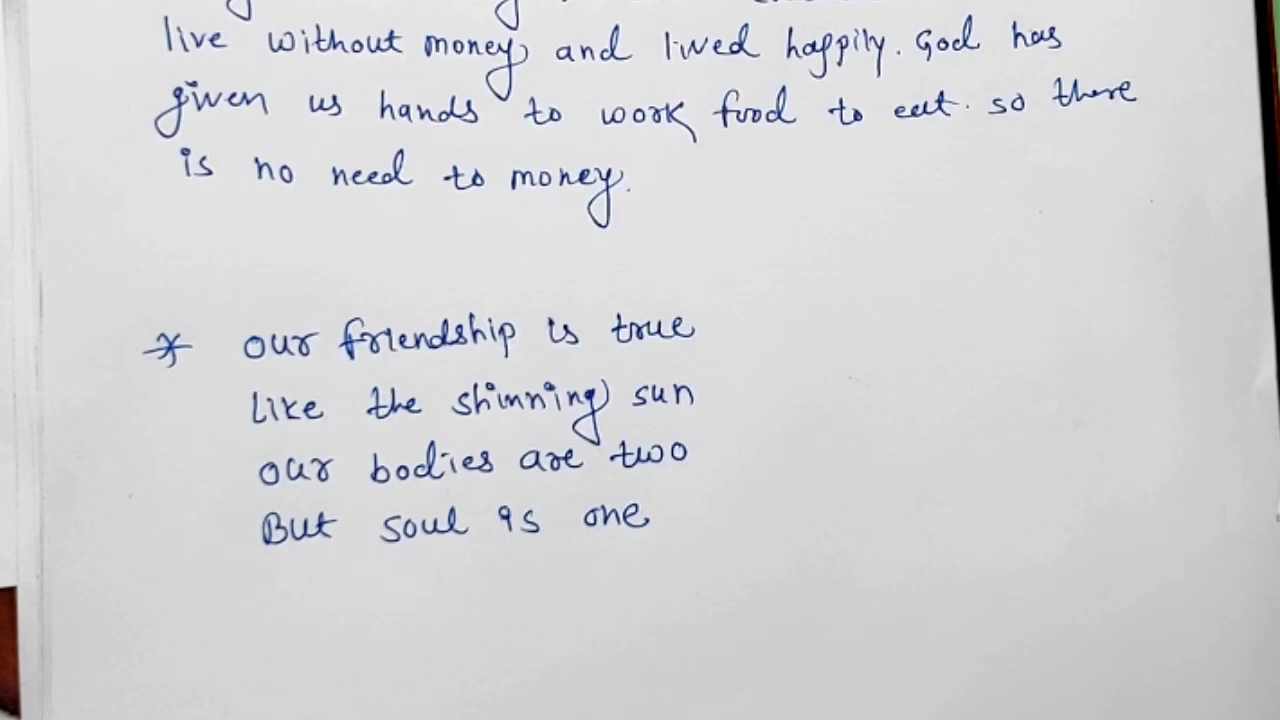 live without money and lived happily. God has
given us hands to work food to eat. so there
is no need to money.
* our friendship is true
Like the shinning sun
our bodies are two
But soul is one